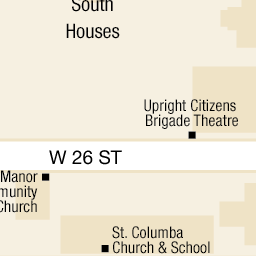 South
Houses
Upright Citizens
Brigade Theatre
W 26 ST
Manor
munity
Church
St. Columba
Church & School